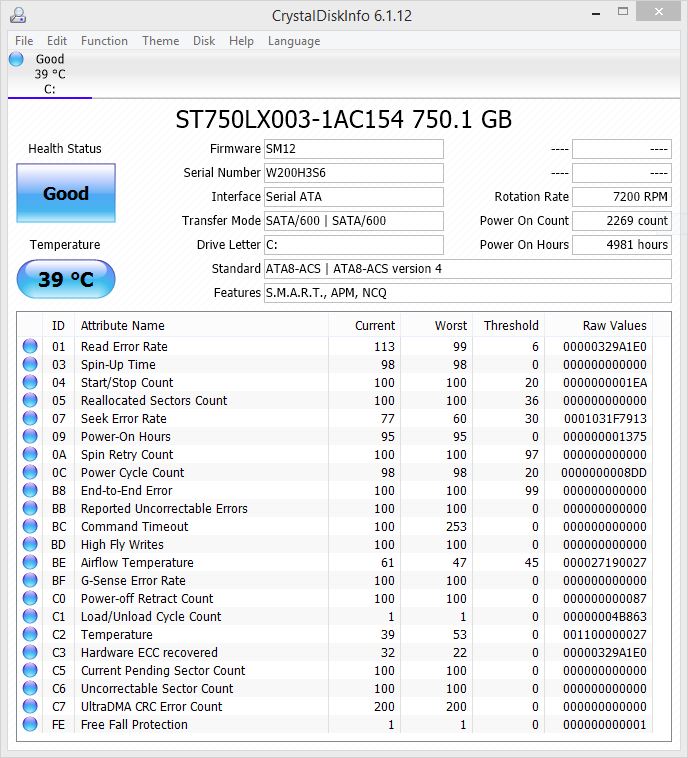 CrystalDiskInfo 6.1.12
File Edit Function Theme Disk Help Language
Good
39 °C
C:
ST750LX003-1AC154 750.1 GB
Health Status
Good
Temperature
39 °C
Firmware SM12 ---- ----
Serial Number W200H3S6 ---- ----
Interface Serial ATA Rotation Rate 7200 RPM
Transfer Mode SATA/600 | SATA/600 Power On Count 2269 count
Drive Letter C: Power On Hours 4981 hours
Standard ATA8-ACS | ATA8-ACS version 4
Features S.M.A.R.T., APM, NCQ
ID Attribute Name Current Worst Threshold Raw Values
01 Read Error Rate 113 99 6 00000329A1E0
03 Spin-Up Time 98 98 0 000000000000
04 Start/Stop Count 100 100 20 0000000001EA
05 Reallocated Sectors Count 100 100 36 000000000000
07 Seek Error Rate 77 60 30 0001031F7913
09 Power-On Hours 95 95 0 000000001375
0A Spin Retry Count 100 100 97 000000000000
0C Power Cycle Count 98 98 20 0000000008DD
B8 End-to-End Error 100 100 99 000000000000
BB Reported Uncorrectable Errors 100 100 0 000000000000
BC Command Timeout 100 253 0 000000000000
BD High Fly Writes 100 100 0 000000000000
BE Airflow Temperature 61 47 45 000027190027
BF G-Sense Error Rate 100 100 0 000000000000
C0 Power-off Retract Count 100 100 0 000000000087
C1 Load/Unload Cycle Count 1 1 0 00000004B863
C2 Temperature 39 53 0 001100000027
C3 Hardware ECC recovered 32 22 0 00000329A1E0
C5 Current Pending Sector Count 100 100 0 000000000000
C6 Uncorrectable Sector Count 100 100 0 000000000000
C7 UltraDMA CRC Error Count 200 200 0 000000000000
FE Free Fall Protection 1 1 0 000000000001